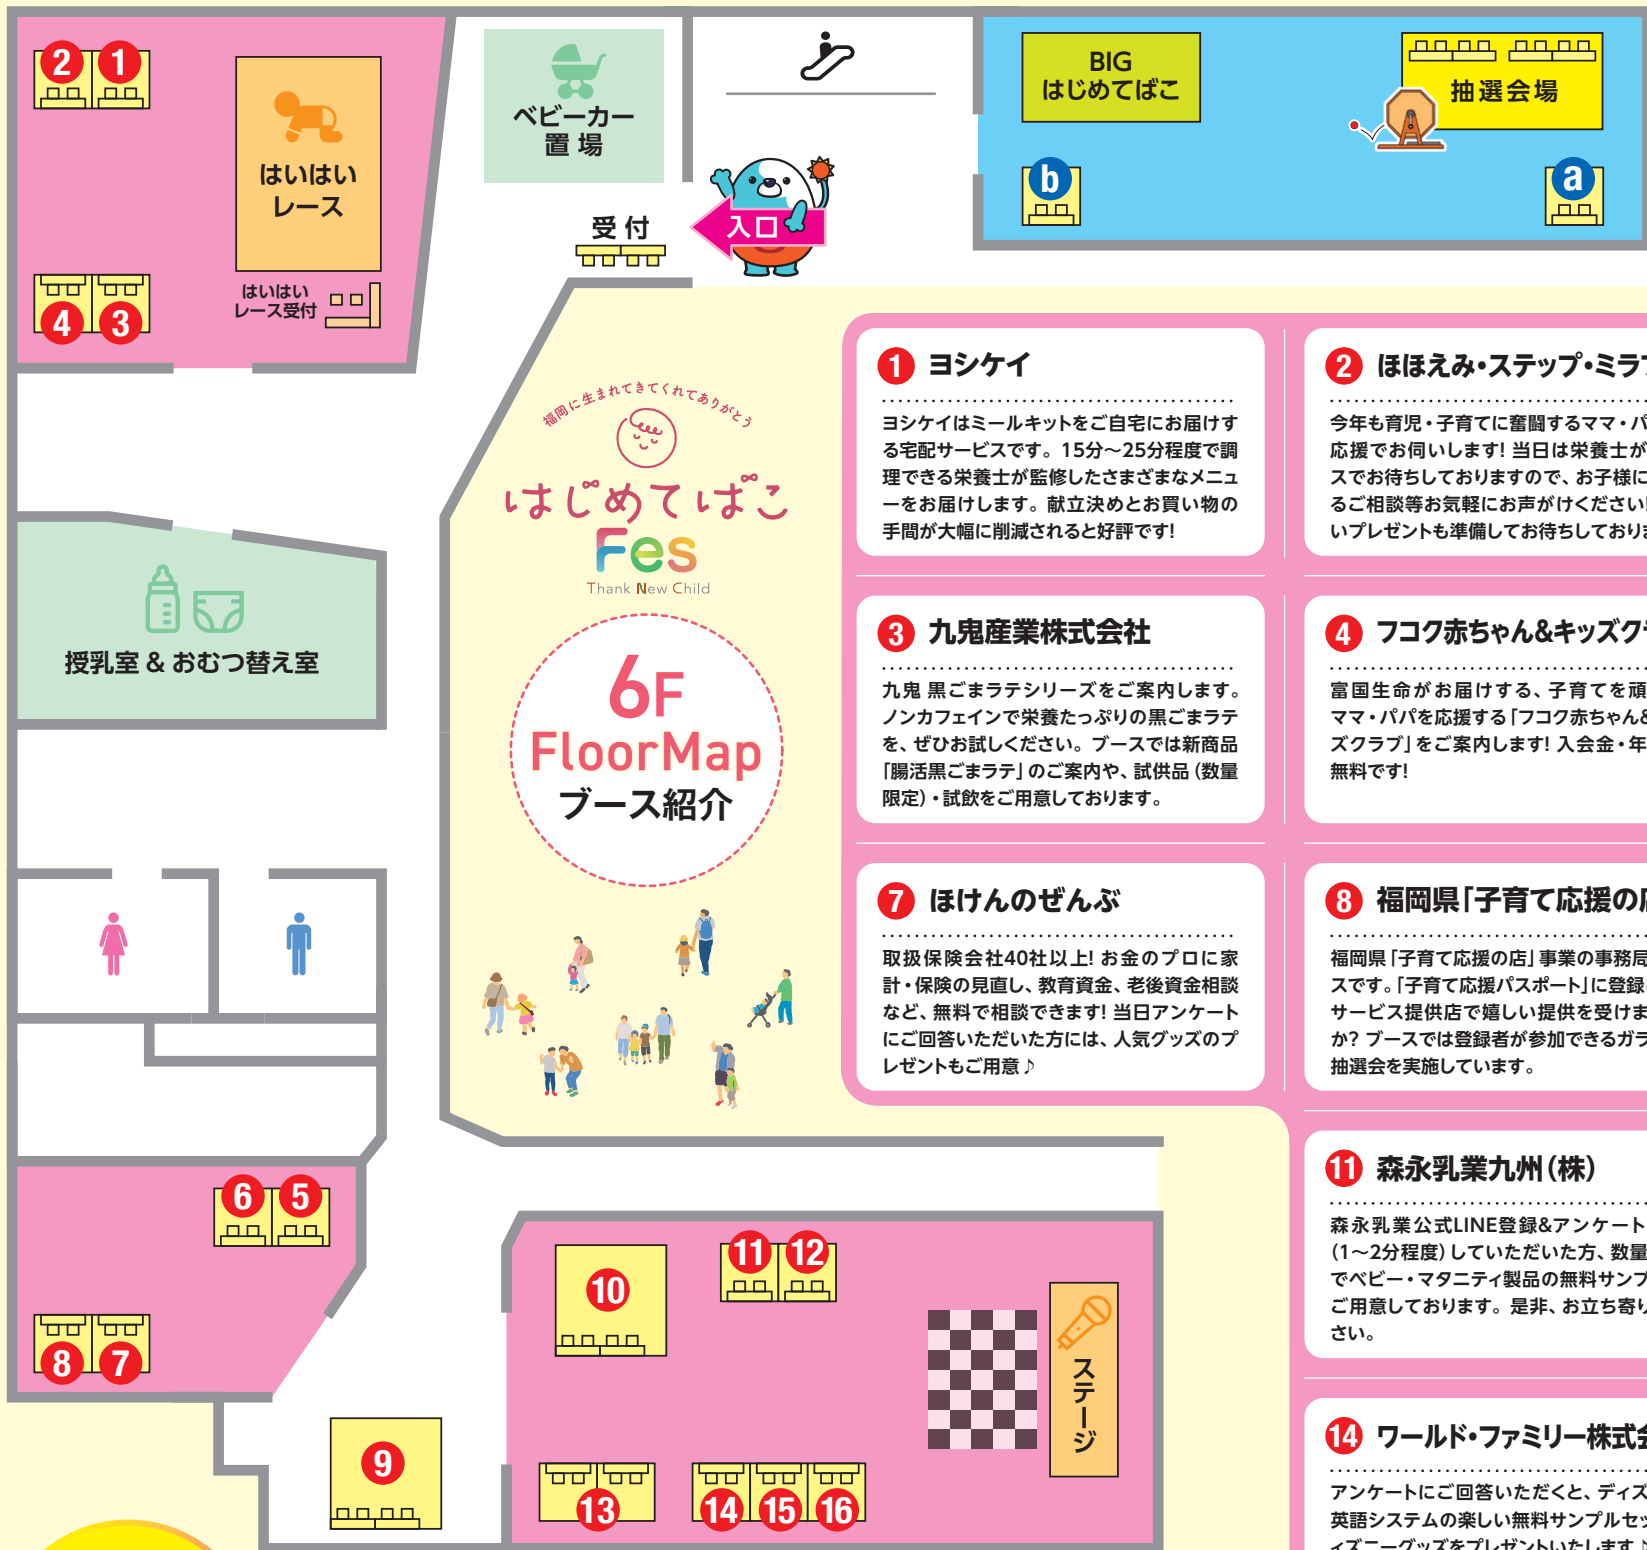 2
1
はいはい
レース
4
3
はいはい
レース受付
ベビーカー
置場
受付
入口
BIG
はじめてばこ
抽選会場
b
a
授乳室 & おむつ替え室
福岡に生まれてきてくれてありがとう
はじめてばこ
Fes
Thank New Child
6F
FloorMap
ブース紹介
6
5
8
7
9
10
11
12
13
14
15
16
ステージ
1 ヨシケイ
ヨシケイはミールキットをご自宅にお届けす
る宅配サービスです。15分〜25分程度で調
理できる栄養士が監修したさまざまなメニュ
ーをお届けします。献立決めとお買い物の
手間が大幅に削減されると好評です!
2 ほほえみ・ステップ・ミラフ
今年も育児・子育てに奮闘するママ・パ
応援でお伺いします! 当日は栄養士が
スでお待ちしておりますので、お子様に
るご相談等お気軽にお声がけください!
いプレゼントも準備してお待ちしており
3 九鬼産業株式会社
九鬼 黒ごまラテシリーズをご案内します。
ノンカフェインで栄養たっぷりの黒ごまラテ
を、ぜひお試しください。ブースでは新商品
「腸活黒ごまラテ」のご案内や、試供品(数量
限定)・試飲をご用意しております。
4 フコク赤ちゃん&キッズク
富国生命がお届けする、子育てを頑
ママ・パパを応援する「フコク赤ちゃん&
ズクラブ」をご案内します! 入会金・年
無料です!
7 ほけんのぜんぶ
取扱保険会社40社以上! お金のプロに家
計・保険の見直し、教育資金、老後資金相談
など、無料で相談できます! 当日アンケート
にご回答いただいた方には、人気グッズのプ
レゼントもご用意♪
8 福岡県「子育て応援の店
福岡県「子育て応援の店」事業の事務局
スです。「子育て応援パスポート」に登録
サービス提供店で嬉しい提供を受けま
か? ブースでは登録者が参加できるガラ
抽選会を実施しています。
11 森永乳業九州(株)
森永乳業公式LINE登録&アンケート
(1〜2分程度)していただいた方、数量
でベビー・マタニティ製品の無料サンプ
ご用意しております。是非、お立ち寄り
さい。
14 ワールド・ファミリー株式会
アンケートにご回答いただくと、ディズ
英語システムの楽しい無料サンプルセッ
ィズニーグッズをプレゼントいたします♪